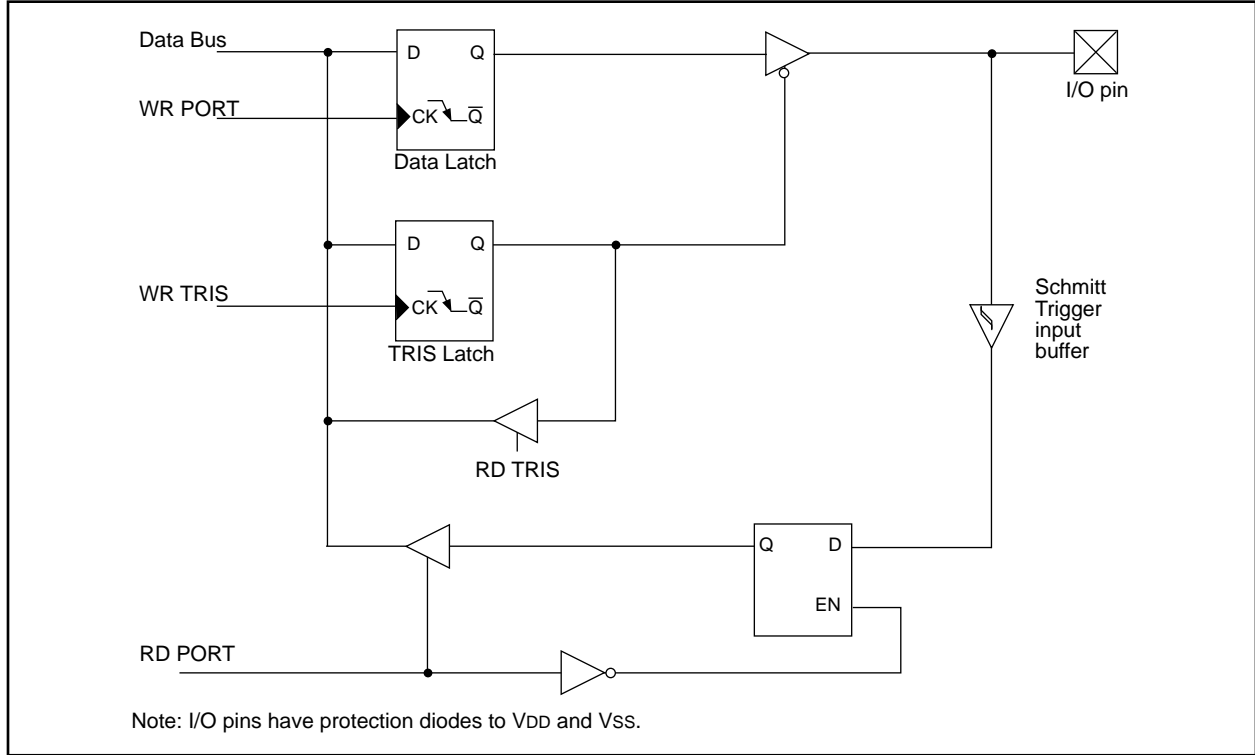 Data Bus
D Q
WR PORT
CK Q̅
I/O pin
Data Latch
D Q
WR TRIS
CK Q̅
Schmitt
Trigger
input
buffer
TRIS Latch
RD TRIS
Q D
EN
RD PORT
Note: I/O pins have protection diodes to VDD and VSS.